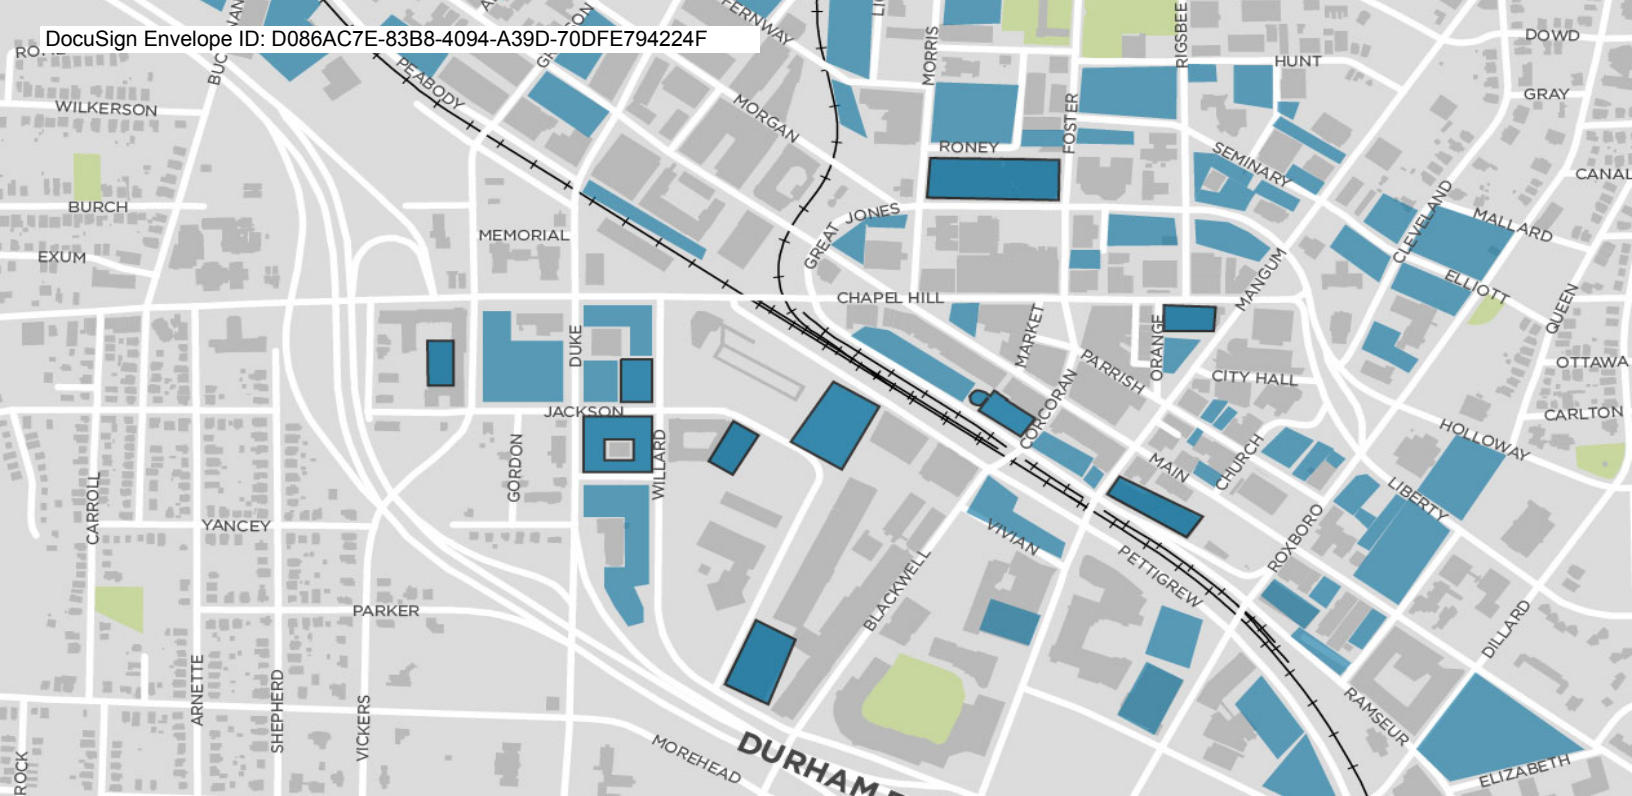 DocuSign Envelope ID: D086AC7E-83B8-4094-A39D-70DFE794224F
FERNWAY
MORRIS
RIGSBEE
DOWD
HUNT
GRAY
PEABODY
WILKERSON
MORGAN
FOSTER
RONEY
SEMINARY
CANAL
BURCH
CLEVELAND
MALLARD
JONES
GREAT
MEMORIAL
EXUM
MANGUM
ELLIOTT
QUEEN
CHAPEL HILL
MARKET
ORANGE
DUKE
PARRISH
CITY HALL
OTTAWA
CORCORAN
JACKSON
CARLTON
HOLLOWAY
GORDON
WILLARD
MAIN
CHURCH
LIBERTY
CARROLL
YANCEY
VIVIAN
ROXBORO
PETTIGREW
BLACKWELL
PARKER
DILLARD
ARNETTE
SHEPHERD
VICKERS
RAMSEUR
MOREHEAD
DURHAM
ELIZABETH
ROCK